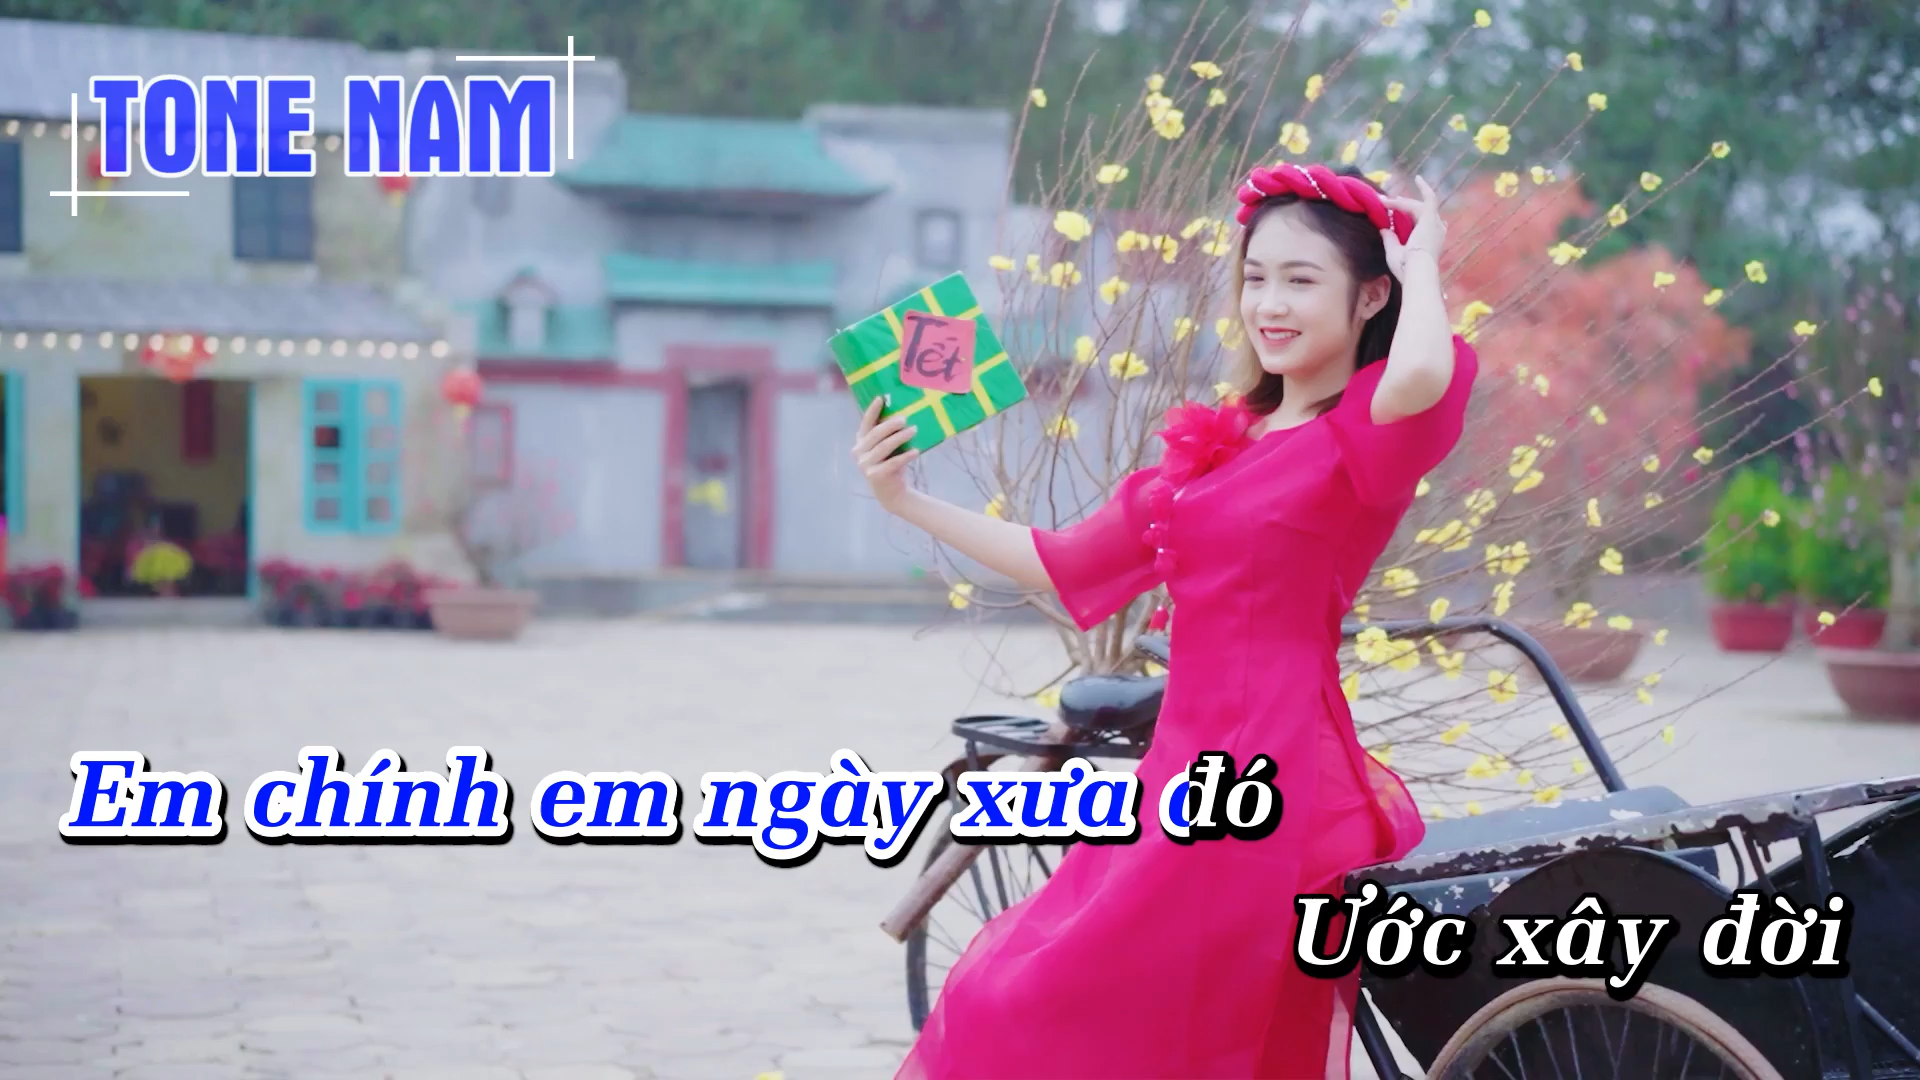 TONE NAM
Tết
Em chính em ngày xưa đó
Ước xây đời